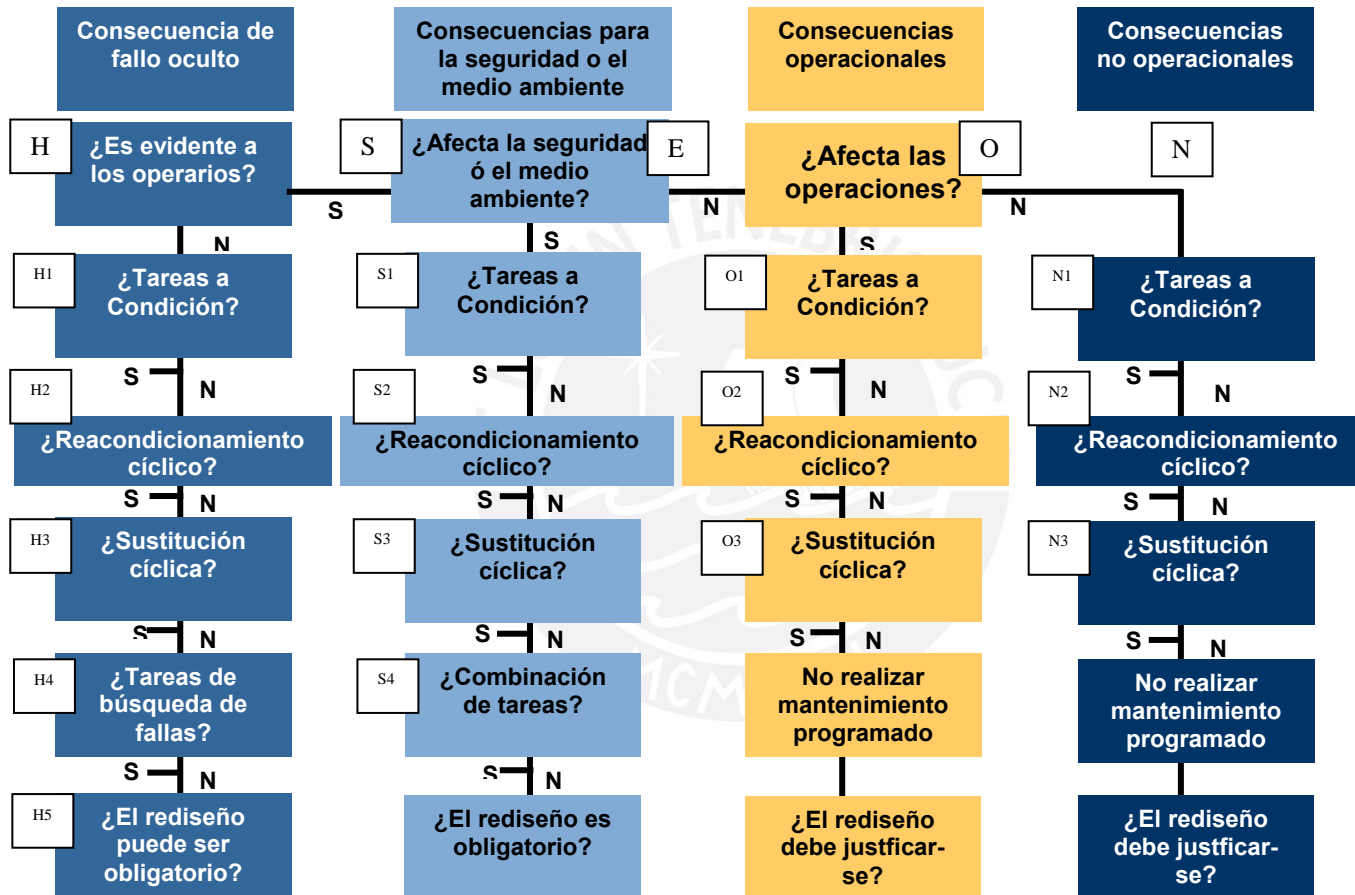 Consecuencia de
fallo oculto
Consecuencias para
la seguridad o el
medio ambiente
Consecuencias
operacionales
Consecuencias
no operacionales
H
¿Es evidente a
los operarios?
S
¿Afecta la seguridad
ó el medio
ambiente?
E
¿Afecta las
operaciones?
O
N
S
N
N
N
S
S
H1
¿Tareas a
Condición?
S1
¿Tareas a
Condición?
O1
¿Tareas a
Condición?
N1
¿Tareas a
Condición?
S
N
S
N
S
N
S
N
H2
¿Reacondicionamiento
cíclico?
S2
¿Reacondicionamiento
cíclico?
O2
¿Reacondicionamiento
cíclico?
N2
¿Reacondicionamiento
cíclico?
S
N
S
N
S
N
S
N
H3
¿Sustitución
cíclica?
S3
¿Sustitución
cíclica?
O3
¿Sustitución
cíclica?
N3
¿Sustitución
cíclica?
S
N
S
N
S
N
S
N
H4
¿Tareas de
búsqueda de
fallas?
S4
¿Combinación
de tareas?
No realizar
mantenimiento
programado
No realizar
mantenimiento
programado
S
N
S
N
H5
¿El rediseño
puede ser
obligatorio?
¿El rediseño es
obligatorio?
¿El rediseño
debe justficar-
se?
¿El rediseño
debe justficar-
se?